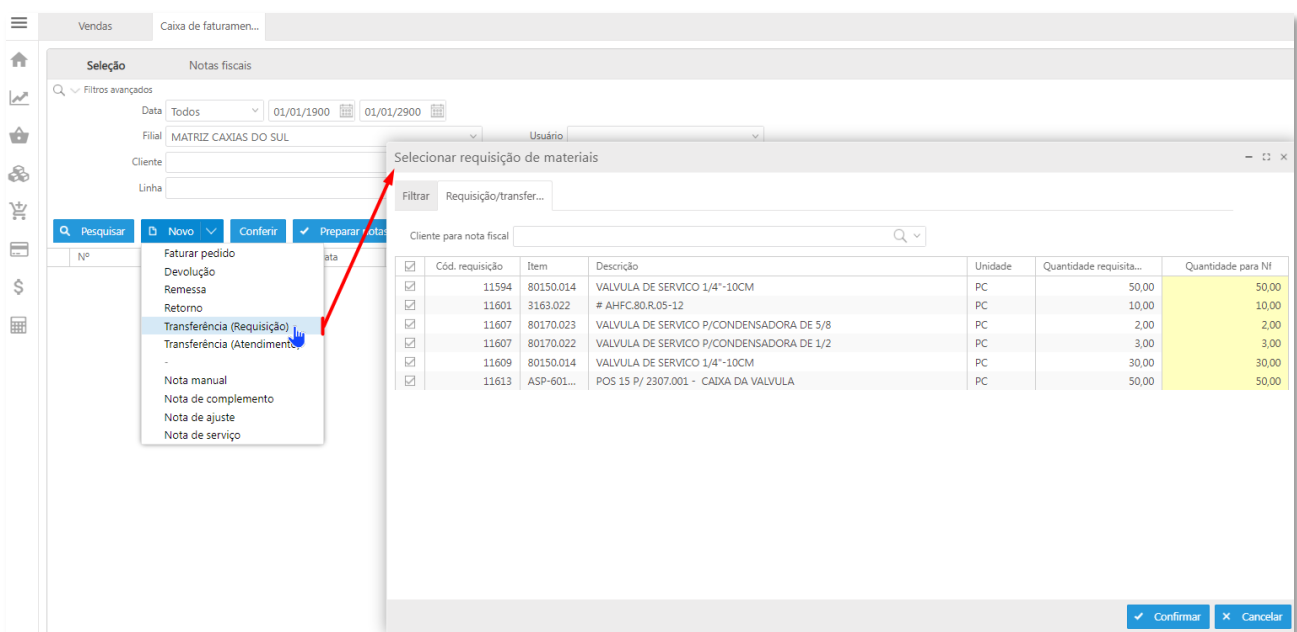 Vendas Caixa de faturamen...
Seleção Notas fiscais
Filtros avançados
Data Todos 01/01/1900 01/01/2900
Filial MATRIZ CAXIAS DO SUL Usuário
Cliente
Linha
Pesquisar Novo Conferir Preparar notas
Nº ata
Faturar pedido
Devolução
Remessa
Retorno
Transferência (Requisição)
Transferência (Atendimento)
-
Nota manual
Nota de complemento
Nota de ajuste
Nota de serviço
Selecionar requisição de materiais
Filtrar Requisição/transfer...
Cliente para nota fiscal
Cód. requisição Item Descrição Unidade Quantidade requisita... Quantidade para Nf
11594 80150.014 VALVULA DE SERVICO 1/4"-10CM PC 50,00 50,00
11601 3163.022 # AHFC.80.R.05-12 PC 10,00 10,00
11607 80170.023 VALVULA DE SERVICO P/CONDENSADORA DE 5/8 PC 2,00 2,00
11607 80170.022 VALVULA DE SERVICO P/CONDENSADORA DE 1/2 PC 3,00 3,00
11609 80150.014 VALVULA DE SERVICO 1/4"-10CM PC 30,00 30,00
11613 ASP-601... POS 15 P/ 2307.001 - CAIXA DA VALVULA PC 50,00 50,00
Confirmar Cancelar